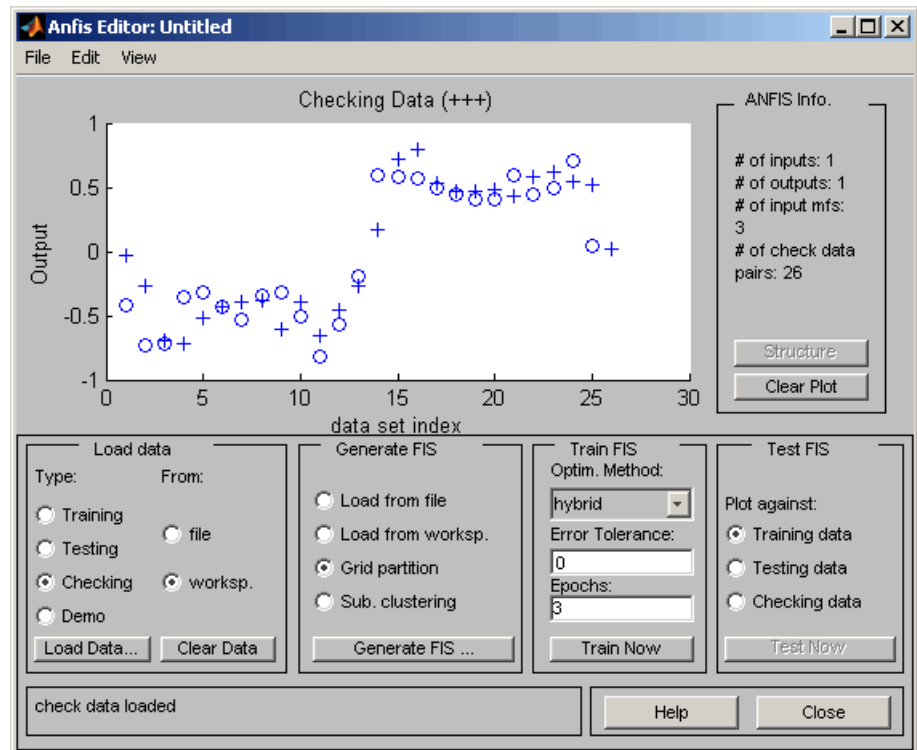 Anfis Editor: Untitled
File Edit View
Checking Data (+++)
1
0.5
0
-0.5
-1
Output
0 5 10 15 20 25 30
data set index
ANFIS Info.
# of inputs: 1
# of outputs: 1
# of input mfs:
3
# of check data
pairs: 26
Structure
Clear Plot
Load data
Type:
From:
Training
Testing
Checking
Demo
file
worksp.
Load Data...
Clear Data
Generate FIS
Load from file
Load from worksp.
Grid partition
Sub. clustering
Generate FIS ...
Train FIS
Optim. Method:
hybrid
Error Tolerance:
0
Epochs:
3
Train Now
Test FIS
Plot against:
Training data
Testing data
Checking data
Test Now
check data loaded
Help
Close